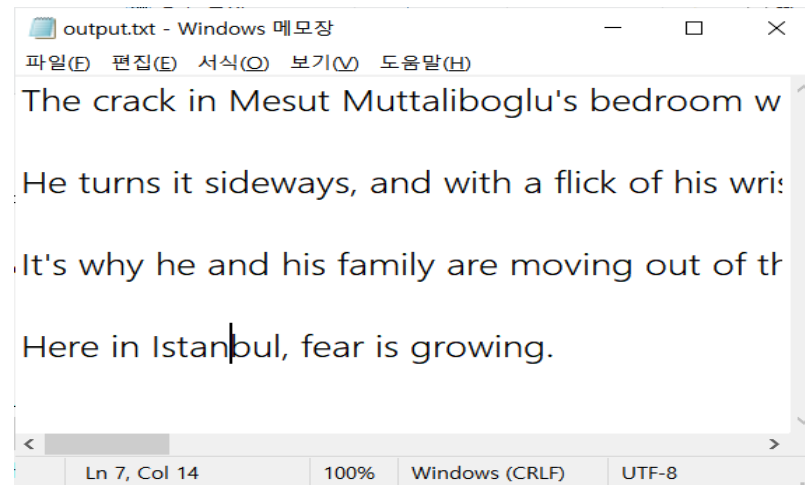 output.txt - Windows 메모장
파일(F) 편집(E) 서식(O) 보기(V) 도움말(H)
The crack in Mesut Muttaliboglu's bedroom w
He turns it sideways, and with a flick of his
It's why he and his family are moving out of
Here in Istanbul, fear is growing.
Ln 7, Col 14 100% Windows (CRLF) UTF-8